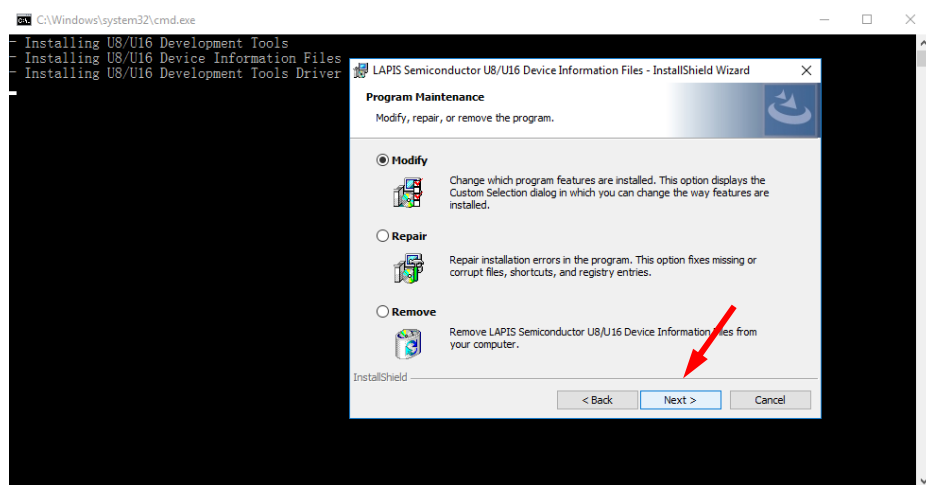 C:\Windows\system32\cmd.exe
- Installing U8/U16 Development Tools
- Installing U8/U16 Device Information Files
- Installing U8/U16 Development Tools Driver
LAPIS Semiconductor U8/U16 Device Information Files - InstallShield Wizard
Program Maintenance
Modify, repair, or remove the program.
Modify
Change which program features are installed. This option displays the
Custom Selection dialog in which you can change the way features are
installed.
Repair
Repair installation errors in the program. This option fixes missing or
corrupt files, shortcuts, and registry entries.
Remove
Remove LAPIS Semiconductor U8/U16 Device Information Files from
your computer.
InstallShield
< Back Next > Cancel